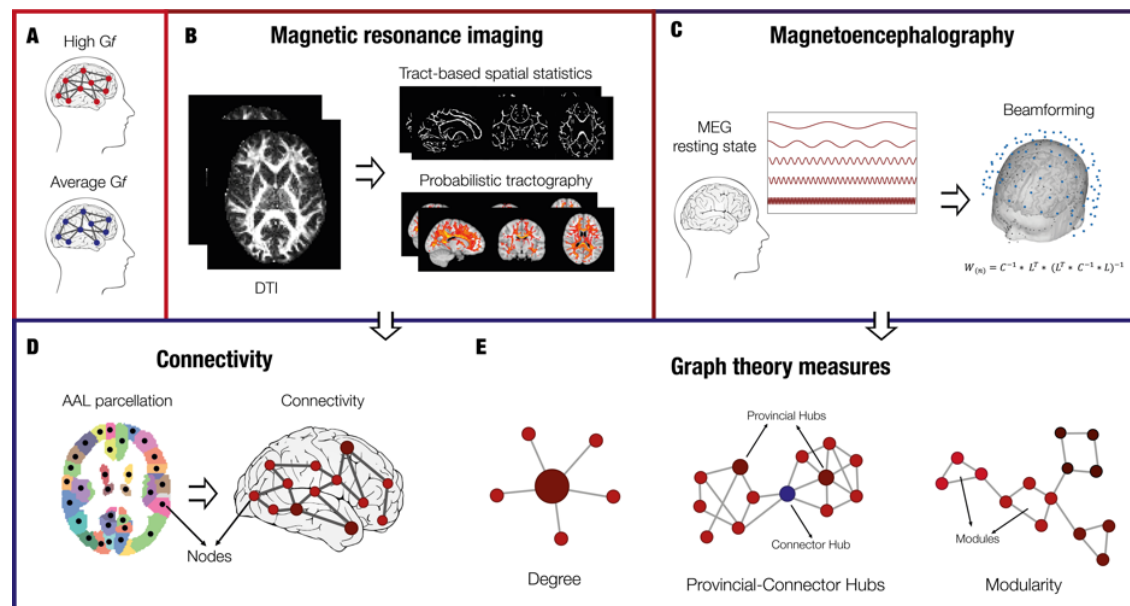 A
High Gf
Average Gf
B
Magnetic resonance imaging
DTI
Tract-based spatial statistics
Probabilistic tractography
C
Magnetoencephalography
MEG
resting state
Beamforming
W(n) = C⁻¹ * Lᵀ * (Lᵀ * C⁻¹ * L)⁻¹
D
Connectivity
AAL parcellation
Connectivity
Nodes
E
Graph theory measures
Degree
Provincial Hubs
Connector Hub
Provincial-Connector Hubs
Modules
Modularity